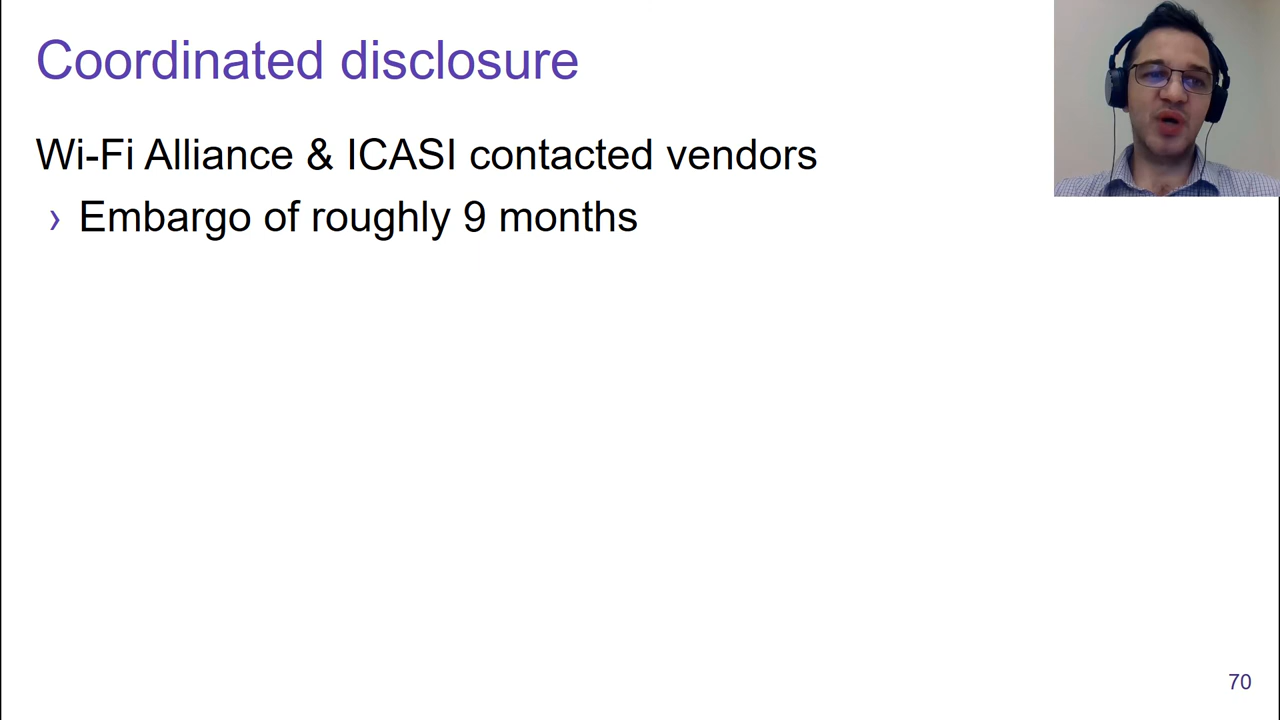 Coordinated disclosure
Wi-Fi Alliance & ICASI contacted vendors
› Embargo of roughly 9 months
70